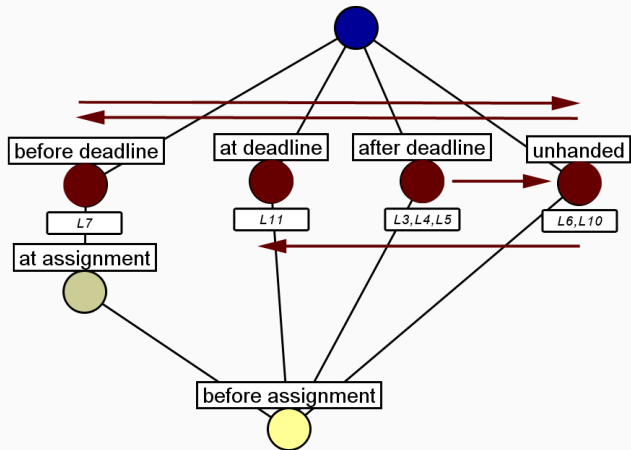 before deadline
at deadline
after deadline
unhanded
L7
L11
L3,L4,L5
L6,L10
at assignment
before assignment